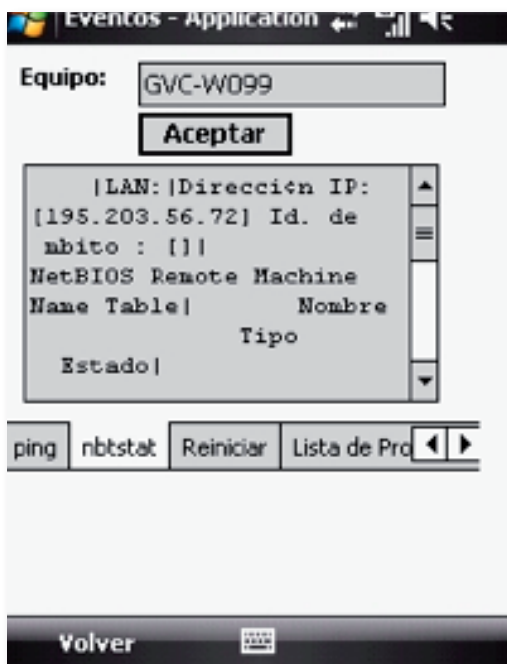 Eventos - Application
Equipo: GVC-W099
Aceptar
|LAN:|Direcci¢n IP:
[195.203.56.72] Id. de
mbito : []|
NetBIOS Remote Machine
Name Table| Nombre
Tipo
Estado|
ping nbtstat Reiniciar Lista de Pro
Volver